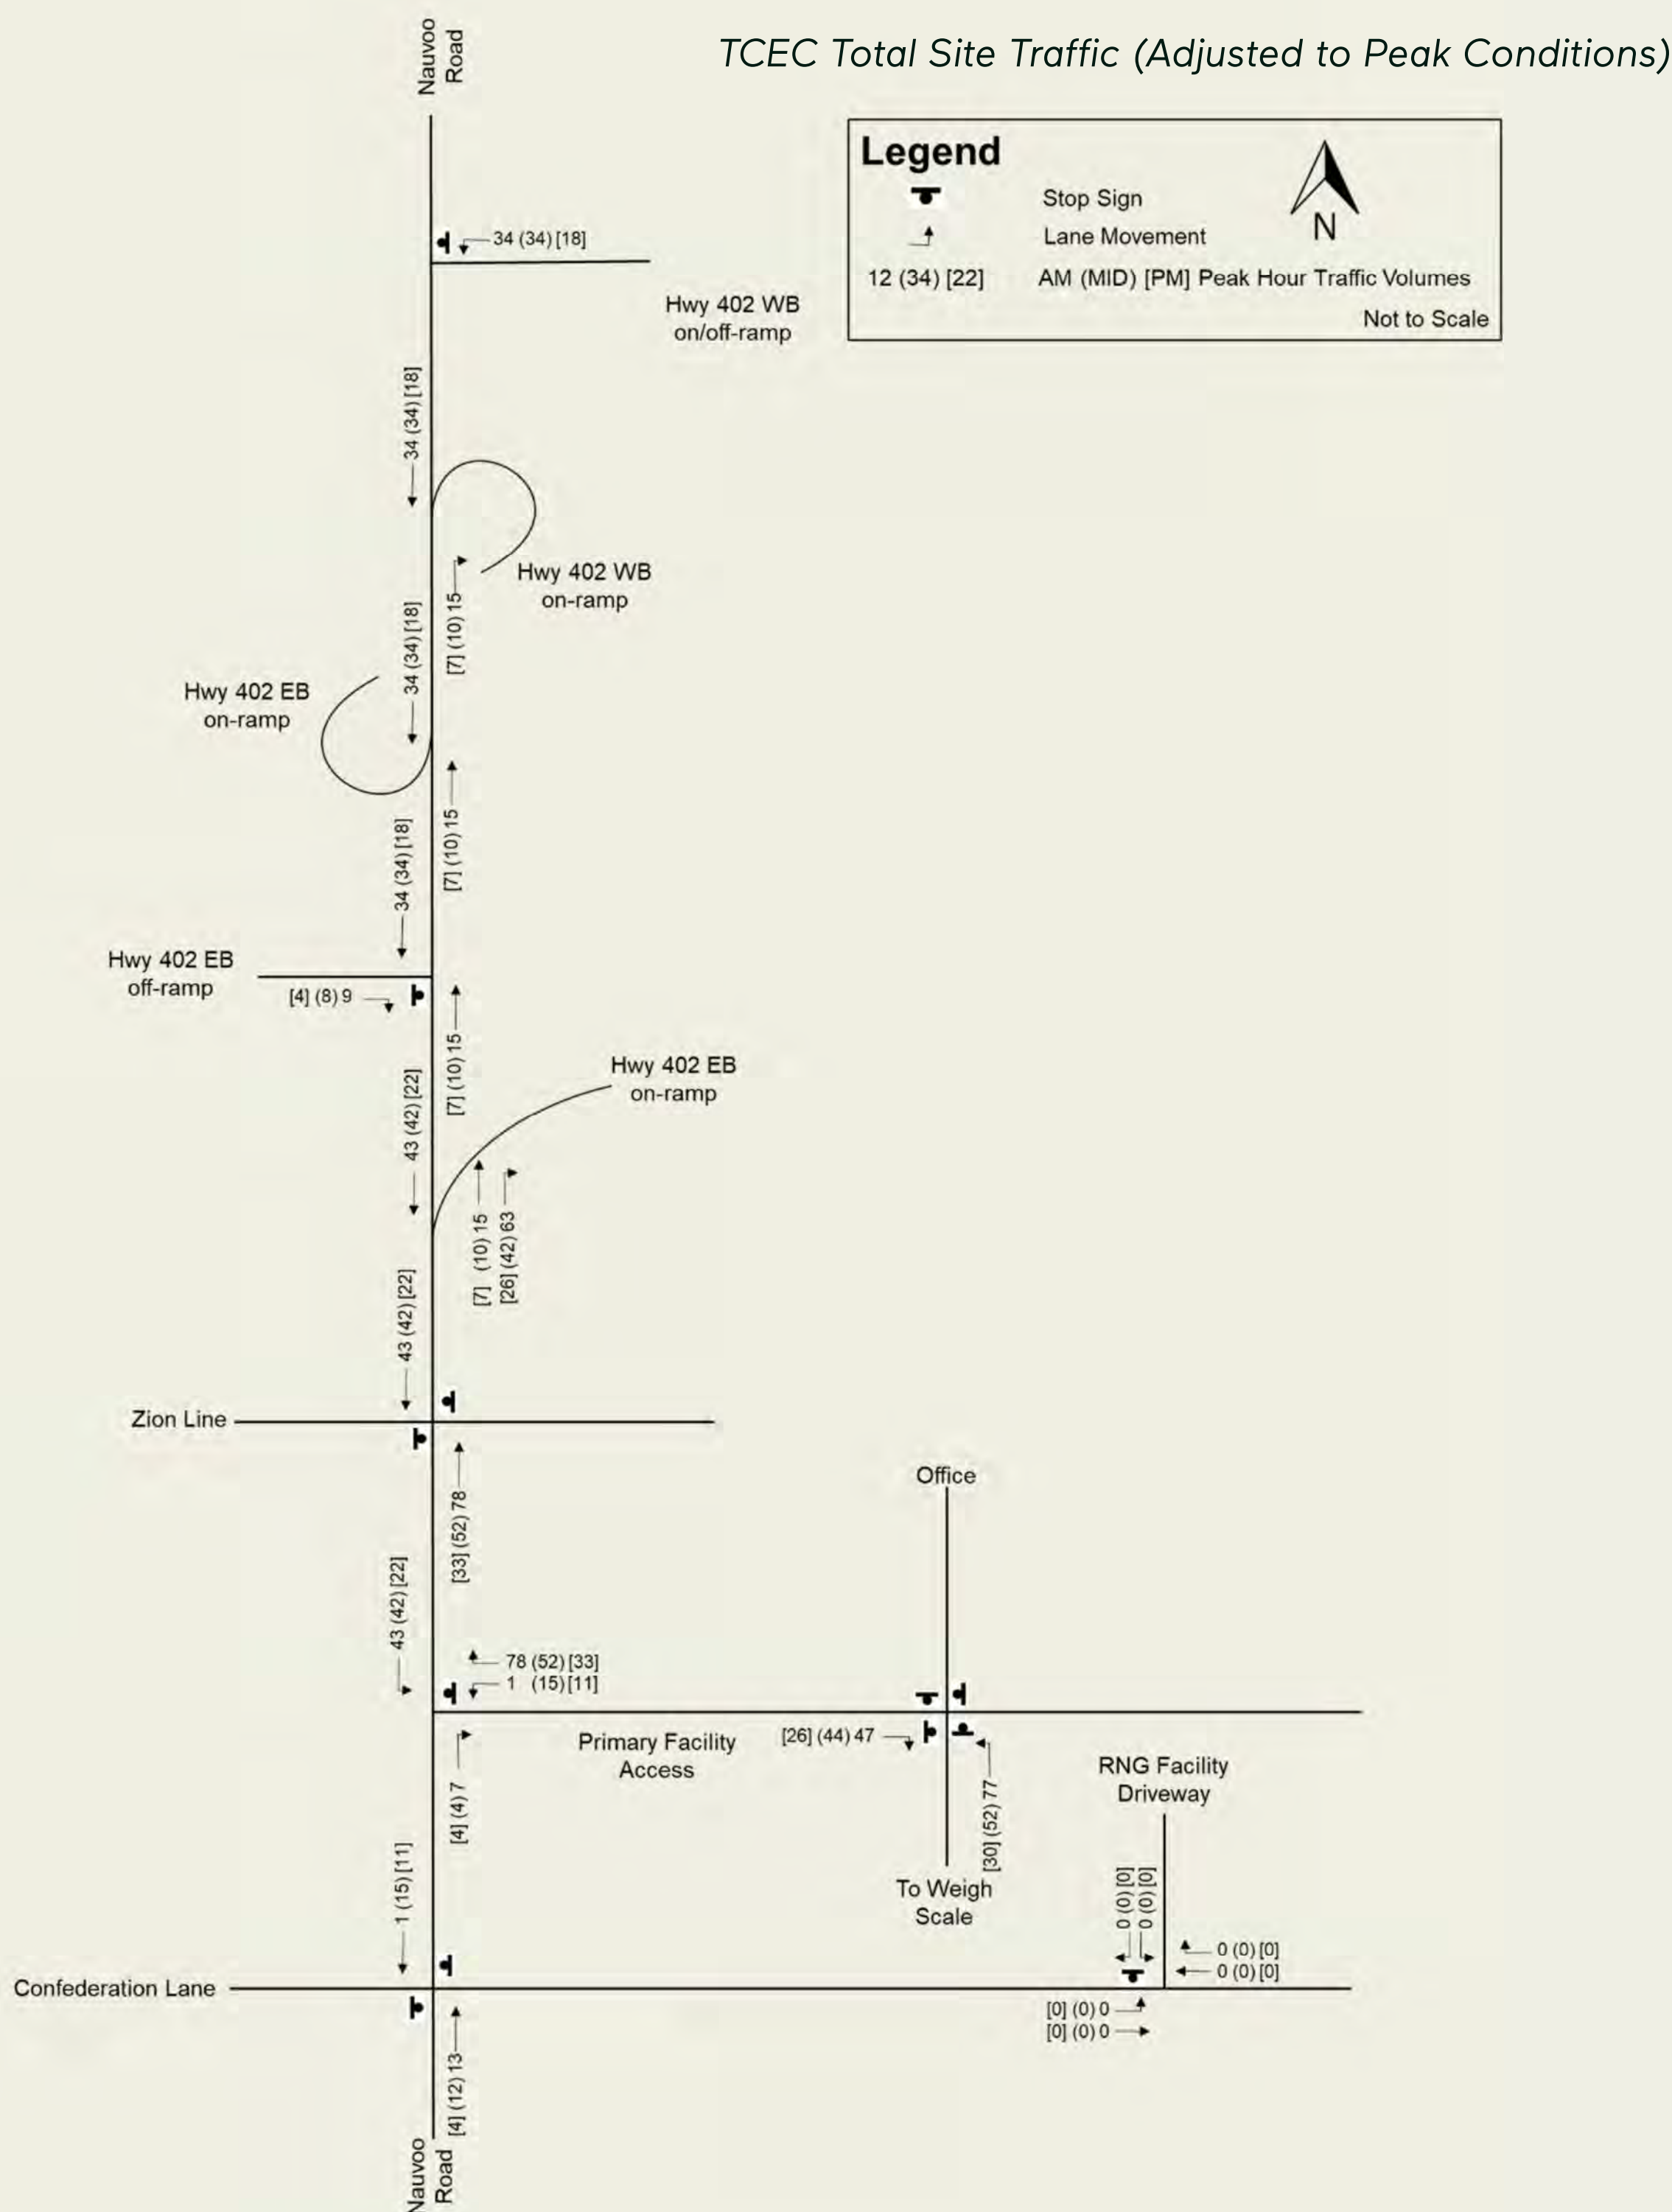 Nauvoo
Road
TCEC Total Site Traffic (Adjusted to Peak Conditions)
Legend
Stop Sign
Lane Movement
N
12 (34) [22]
AM (MID) [PM] Peak Hour Traffic Volumes
Not to Scale
34 (34) [18]
Hwy 402 WB
on/off-ramp
34 (34) [18]
Hwy 402 WB
on-ramp
34 (34) [18]
[7] (10) 15
Hwy 402 EB
on-ramp
34 (34) [18]
[7] (10) 15
Hwy 402 EB
off-ramp
[4] (8) 9
43 (42) [22]
[7] (10) 15
Hwy 402 EB
on-ramp
[7] (10) 15
[26] (42) 63
43 (42) [22]
Zion Line
[33] (52) 78
Office
43 (42) [22]
78 (52) [33]
1 (15) [11]
Primary Facility
Access
[26] (44) 47
[30] (52) 77
[4] (4) 7
RNG Facility
Driveway
To Weigh
Scale
1 (15) [11]
0 (0) [0]
0 (0) [0]
0 (0) [0]
0 (0) [0]
Confederation Lane
[0] (0) 0
[0] (0) 0
[4] (12) 13
Nauvoo
Road